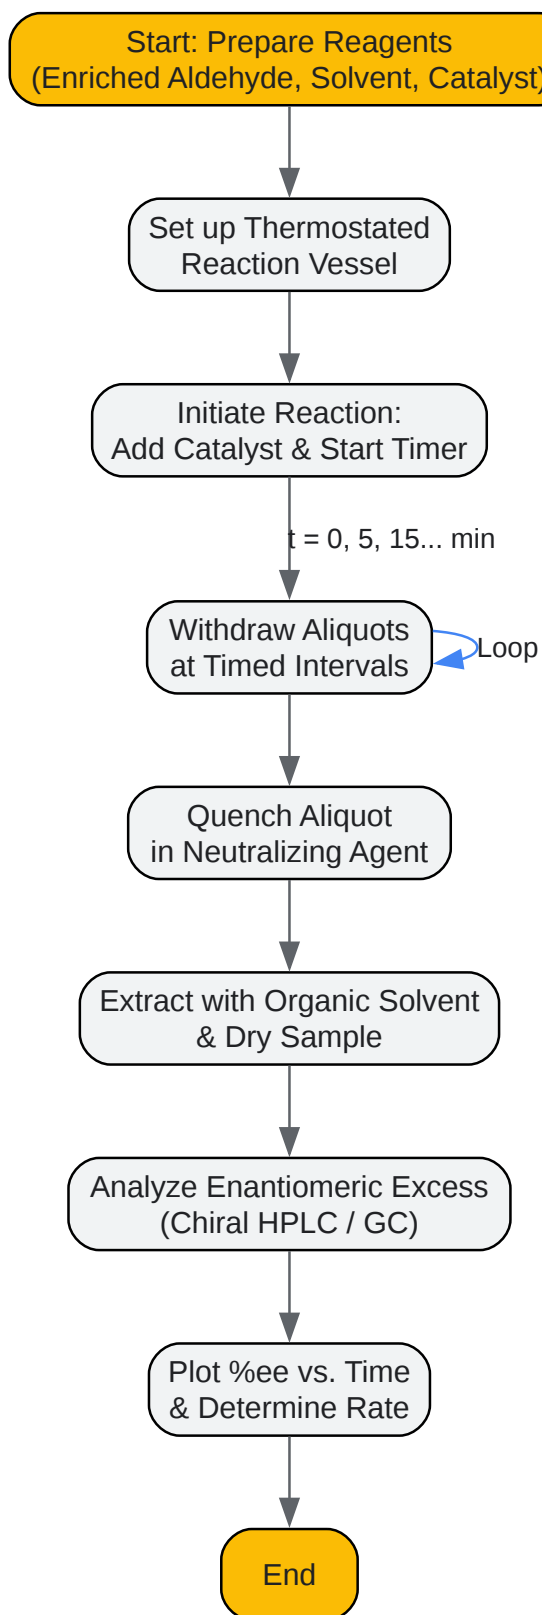 Start: Prepare Reagents
(Enriched Aldehyde, Solvent, Catalyst)
Set up Thermostated
Reaction Vessel
Initiate Reaction:
Add Catalyst & Start Timer
t = 0, 5, 15... min
Withdraw Aliquots
at Timed Intervals
Loop
Quench Aliquot
in Neutralizing Agent
Extract with Organic Solvent
& Dry Sample
Analyze Enantiomeric Excess
(Chiral HPLC / GC)
Plot %ee vs. Time
& Determine Rate
End